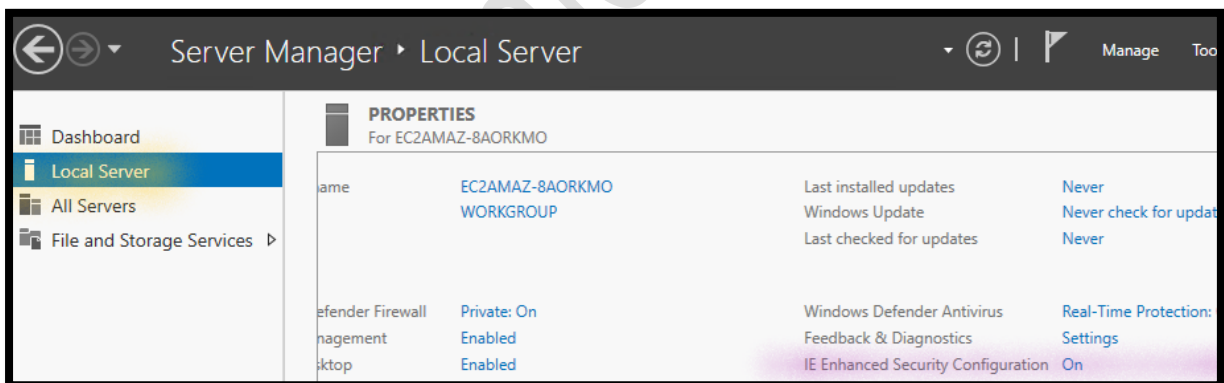 Server Manager ‣ Local Server
Manage Too
Dashboard
Local Server
All Servers
File and Storage Services
PROPERTIES
For EC2AMAZ-8AORKMO
ame EC2AMAZ-8AORKMO Last installed updates Never
WORKGROUP Windows Update Never check for updat
Last checked for updates Never
efender Firewall Private: On Windows Defender Antivirus Real-Time Protection:
nagement Enabled Feedback & Diagnostics Settings
sktop Enabled IE Enhanced Security Configuration On